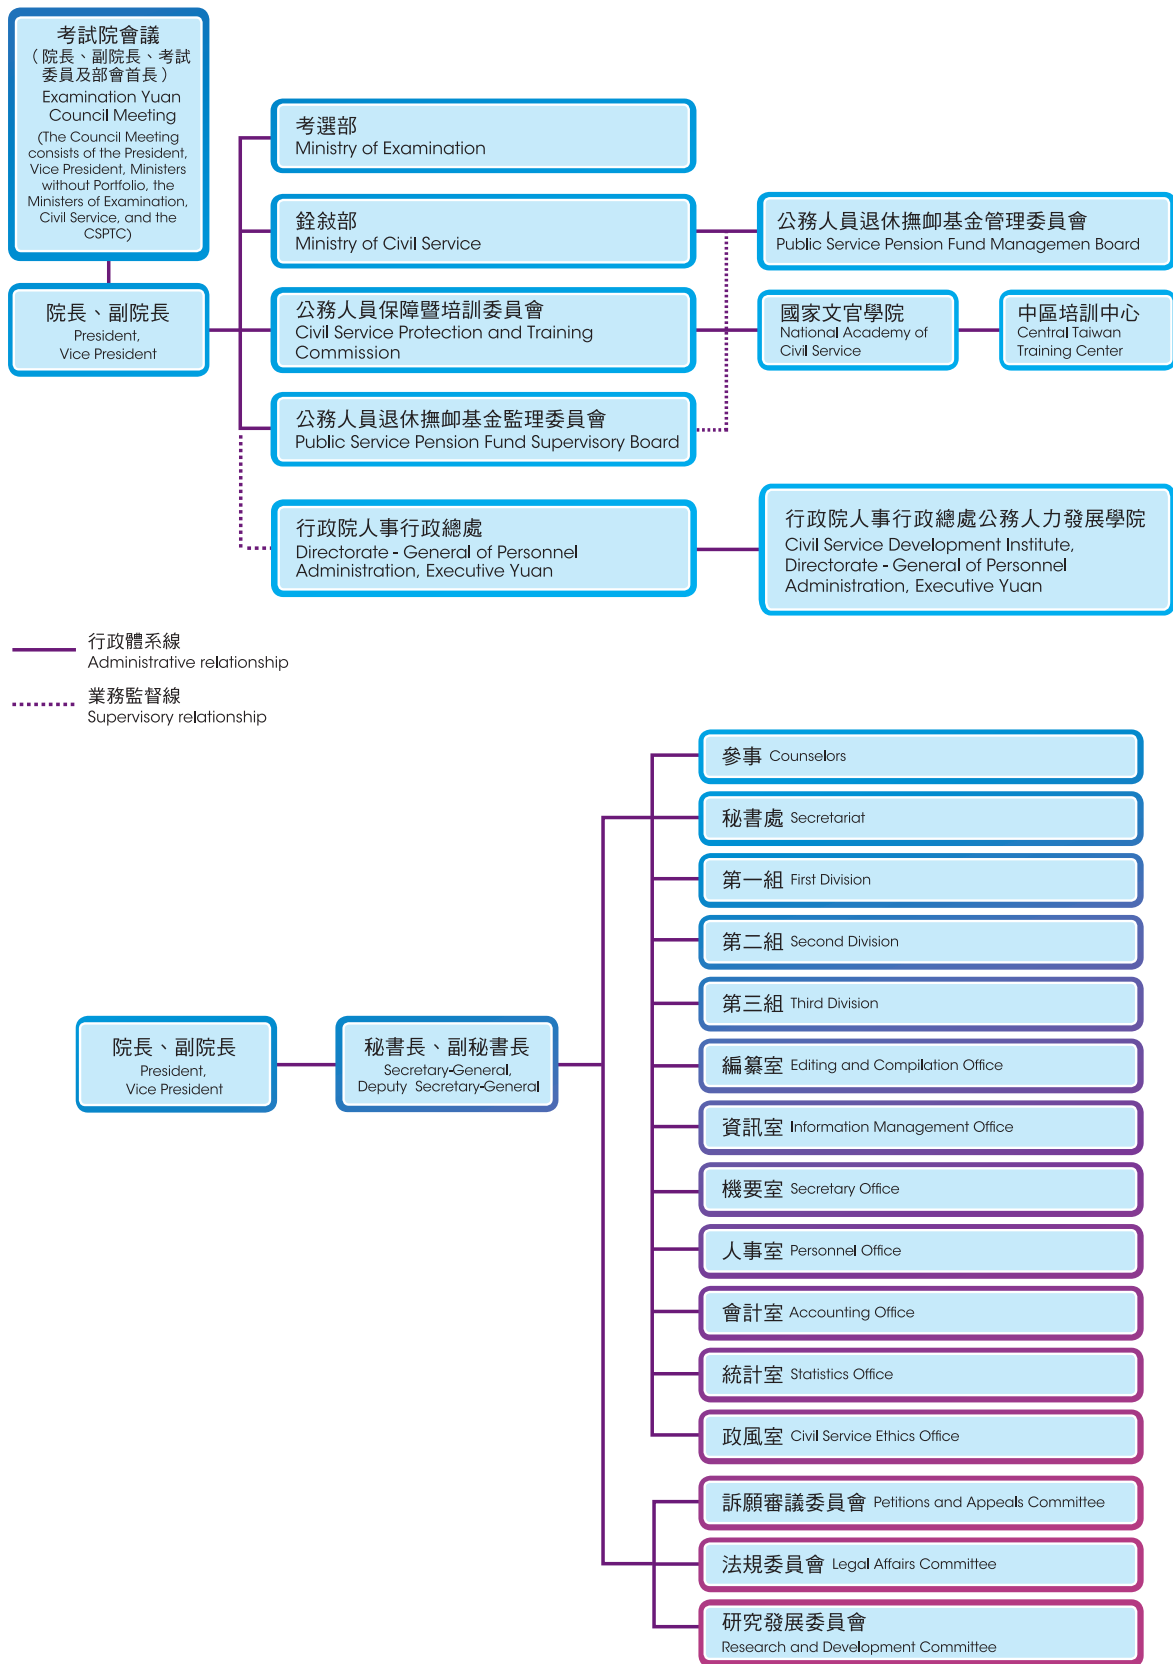 考試院會議
（院長、副院長、考試
委員及部會首長）
Examination Yuan
Council Meeting
(The Council Meeting
consists of the President,
Vice President, Ministers
without Portfolio, the
Ministers of Examination,
Civil Service, and the
CSPTC)
院長、副院長
President,
Vice President
考選部
Ministry of Examination
銓敍部
Ministry of Civil Service
公務人員保障暨培訓委員會
Civil Service Protection and Training
Commission
公務人員退休撫卹基金監理委員會
Public Service Pension Fund Supervisory Board
行政院人事行政總處
Directorate - General of Personnel
Administration, Executive Yuan
公務人員退休撫卹基金管理委員會
Public Service Pension Fund Managemen Board
國家文官學院
National Academy of
Civil Service
中區培訓中心
Central Taiwan
Training Center
行政院人事行政總處公務人力發展學院
Civil Service Development Institute,
Directorate - General of Personnel
Administration, Executive Yuan
行政體系線
Administrative relationship
業務監督線
Supervisory relationship
院長、副院長
President,
Vice President
秘書長、副秘書長
Secretary-General,
Deputy Secretary-General
參事 Counselors
秘書處 Secretariat
第一組 First Division
第二組 Second Division
第三組 Third Division
編纂室 Editing and Compilation Office
資訊室 Information Management Office
機要室 Secretary Office
人事室 Personnel Office
會計室 Accounting Office
統計室 Statistics Office
政風室 Civil Service Ethics Office
訴願審議委員會 Petitions and Appeals Committee
法規委員會 Legal Affairs Committee
研究發展委員會
Research and Development Committee